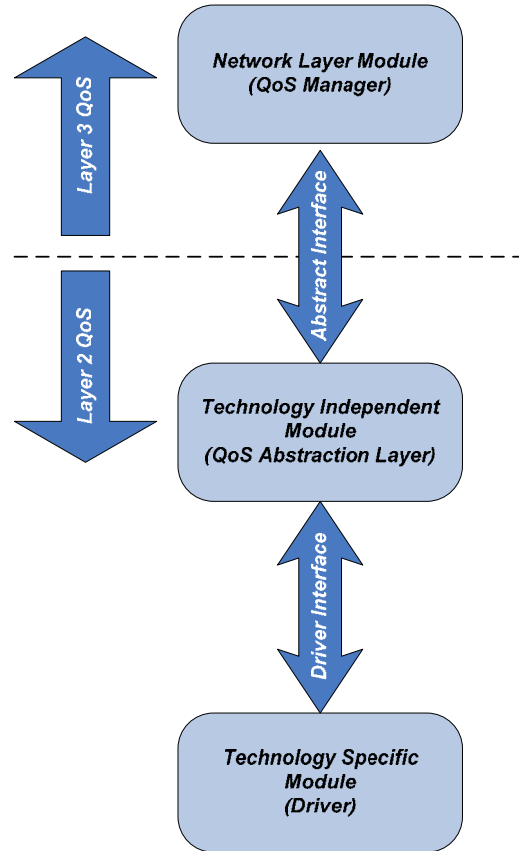 Network Layer Module
(QoS Manager)
Layer 3 QoS
Abstract Interface
Layer 2 QoS
Technology Independent
Module
(QoS Abstraction Layer)
Driver Interface
Technology Specific
Module
(Driver)